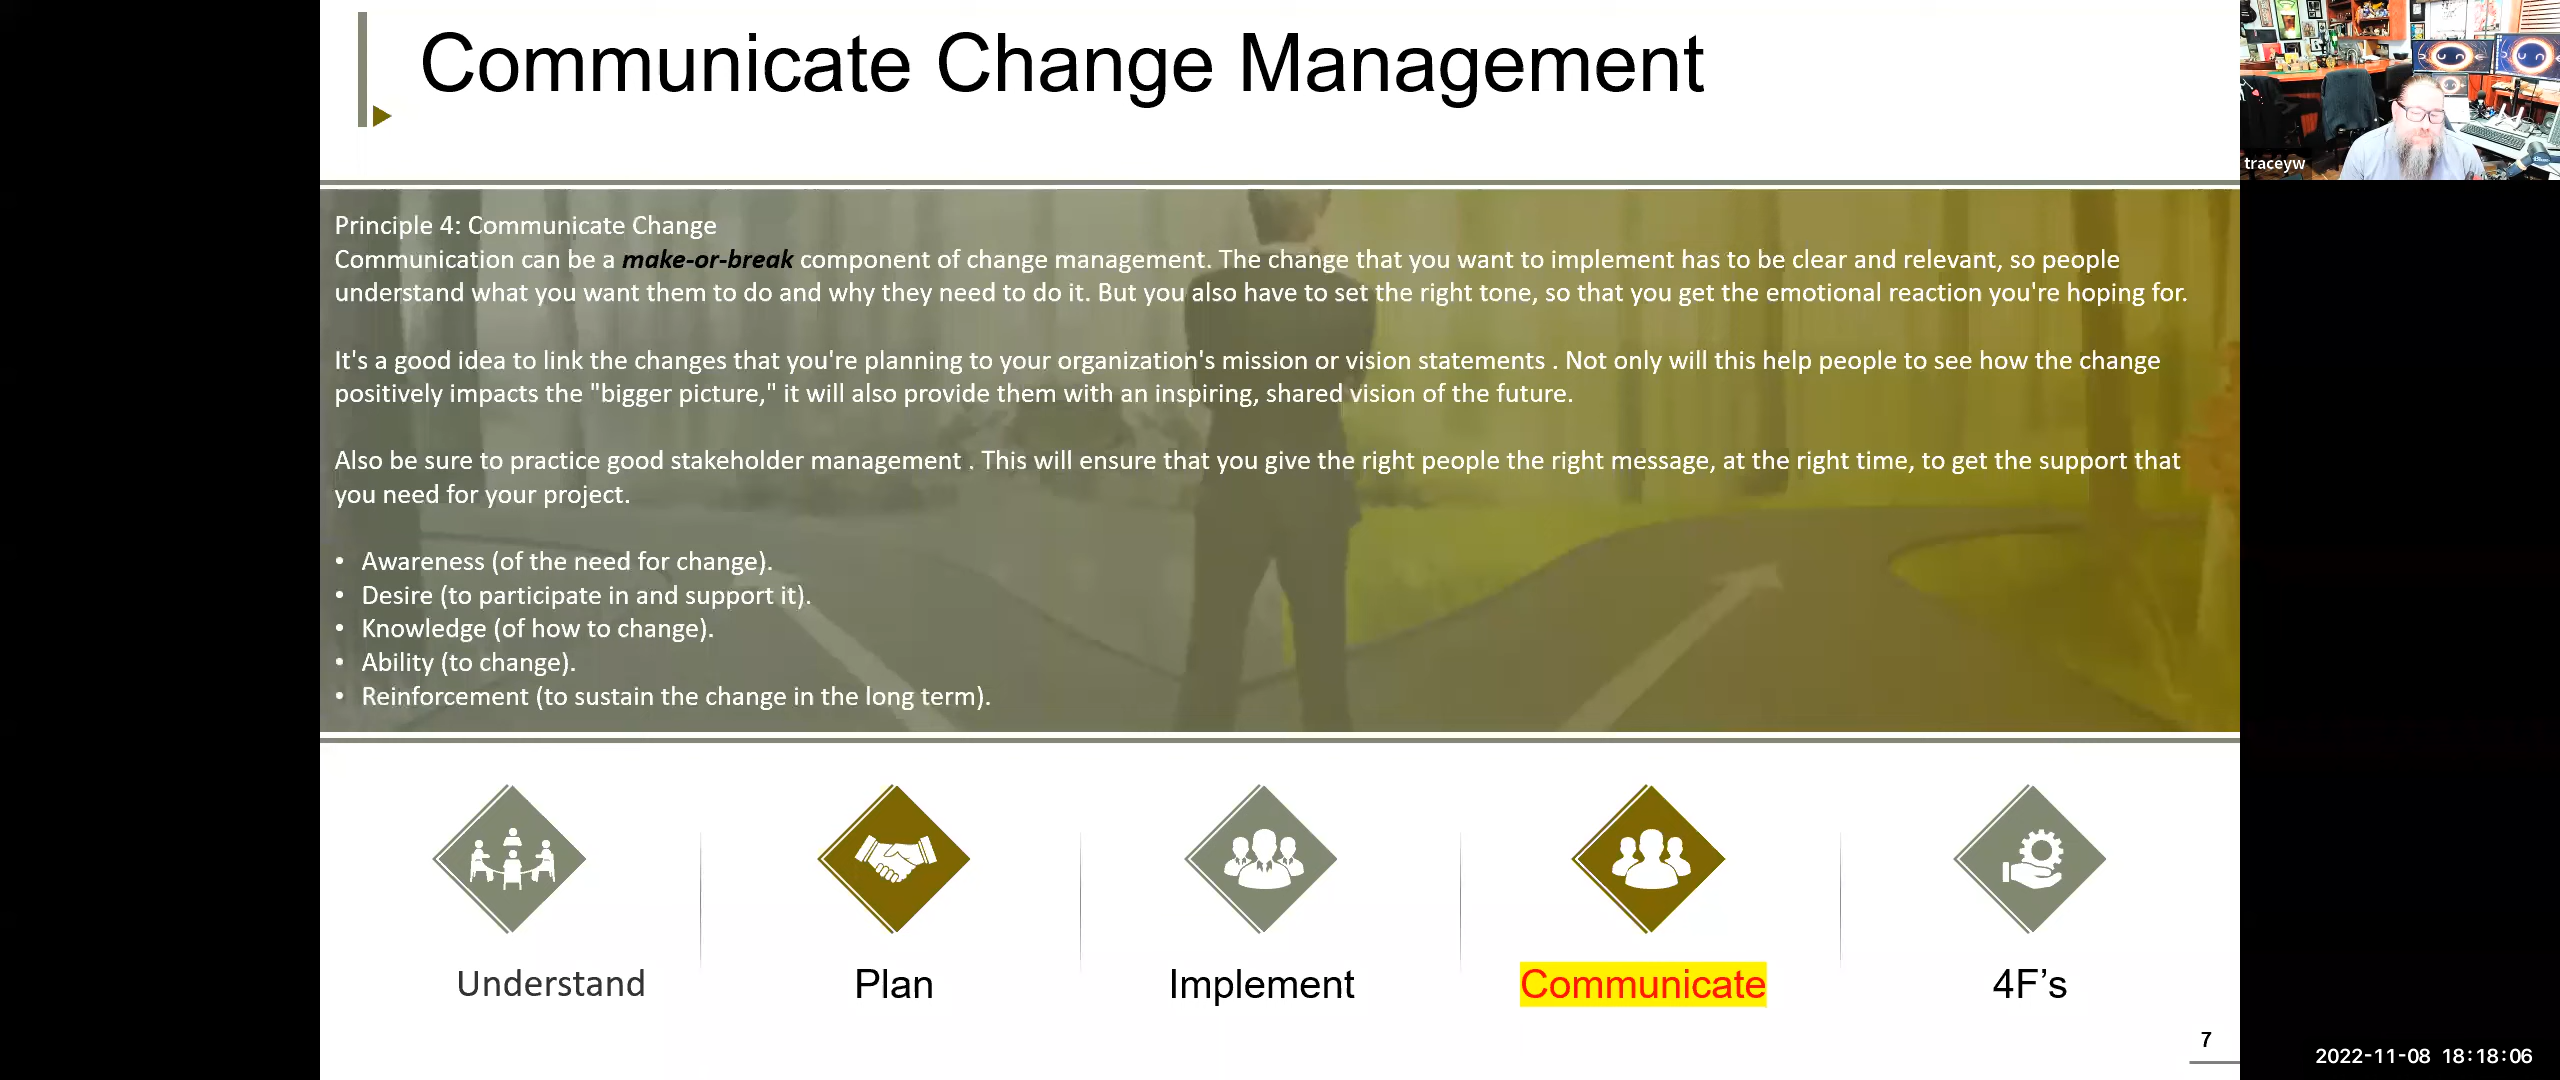 Communicate Change Management
traceyw
Principle 4: Communicate Change
Communication can be a make-or-break component of change management. The change that you want to implement has to be clear and relevant, so people
understand what you want them to do and why they need to do it. But you also have to set the right tone, so that you get the emotional reaction you're hoping for.
It's a good idea to link the changes that you're planning to your organization's mission or vision statements . Not only will this help people to see how the change
positively impacts the "bigger picture," it will also provide them with an inspiring, shared vision of the future.
Also be sure to practice good stakeholder management . This will ensure that you give the right people the right message, at the right time, to get the support that
you need for your project.
• Awareness (of the need for change).
• Desire (to participate in and support it).
• Knowledge (of how to change).
• Ability (to change).
• Reinforcement (to sustain the change in the long term).
Understand
Plan
Implement
Communicate
4F’s
7
2022-11-08 18:18:06